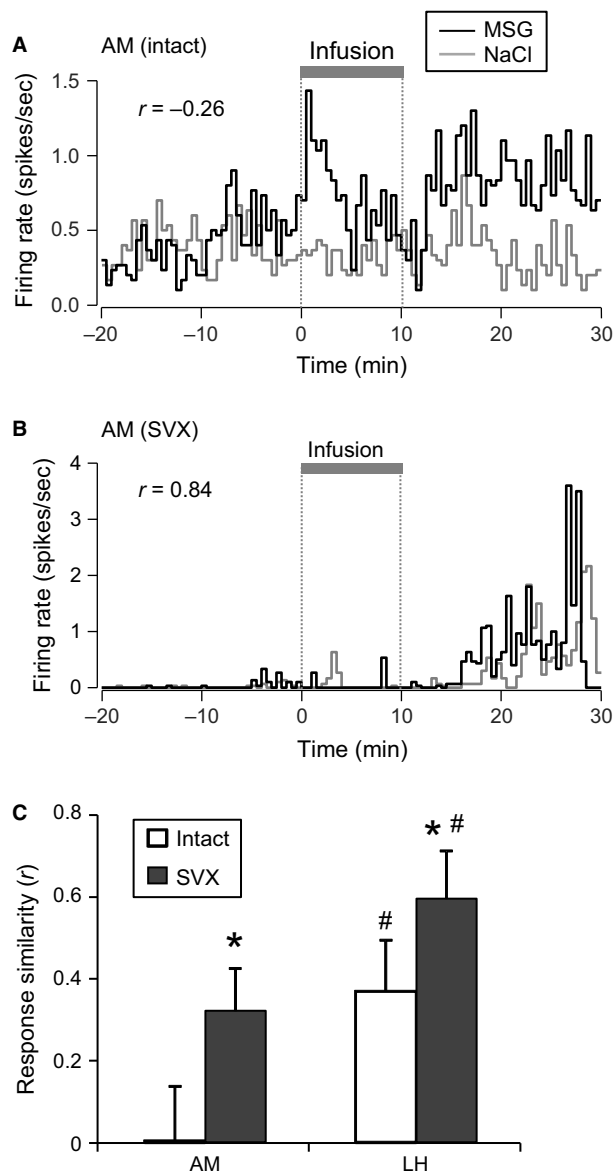 A
AM (intact)
Infusion
MSG
NaCl
r = –0.26
Firing rate (spikes/sec)
1.5
1.0
0.5
0.0
–20
–10
0
10
20
30
Time (min)
B
AM (SVX)
Infusion
r = 0.84
Firing rate (spikes/sec)
4
3
2
1
0
–20
–10
0
10
20
30
Time (min)
C
Intact
SVX
Response similarity (r)
0.8
0.6
0.4
0.2
0
*
#
* #
AM
LH